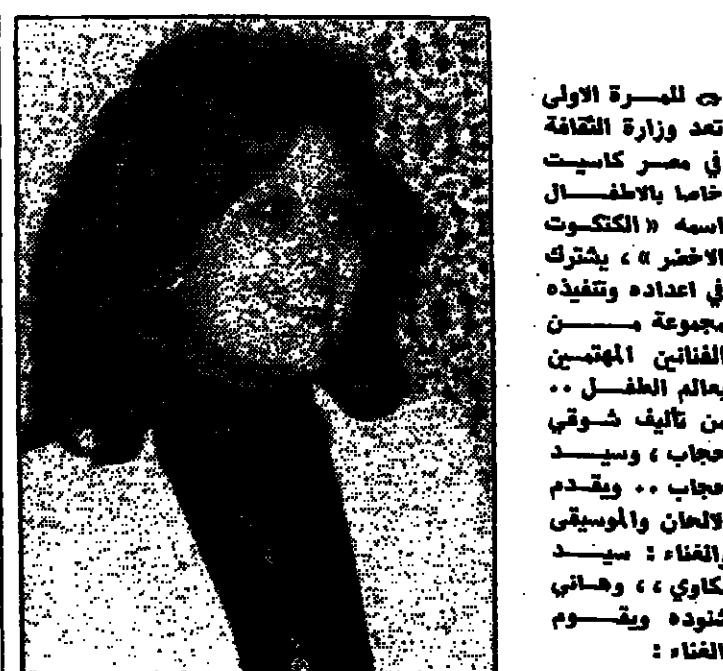 للمرة الاولى
تعد وزارة الثقافة
في مصر كاسيت
خاصا بالاطفال
اسمه «الكتكوت
الاخضر» ، يشترك
في اعداده وتنفيذه
مجموعة من
الفنانين المهتمين
بعالم الطفل ..
من تأليف شوقي
حجاب ، وسيد
حجاب .. ويقدم
الالحان والموسيقى
والغناء : سيد
مكاوي ،، وهاني
شنوده ويقوم
بالغناء :